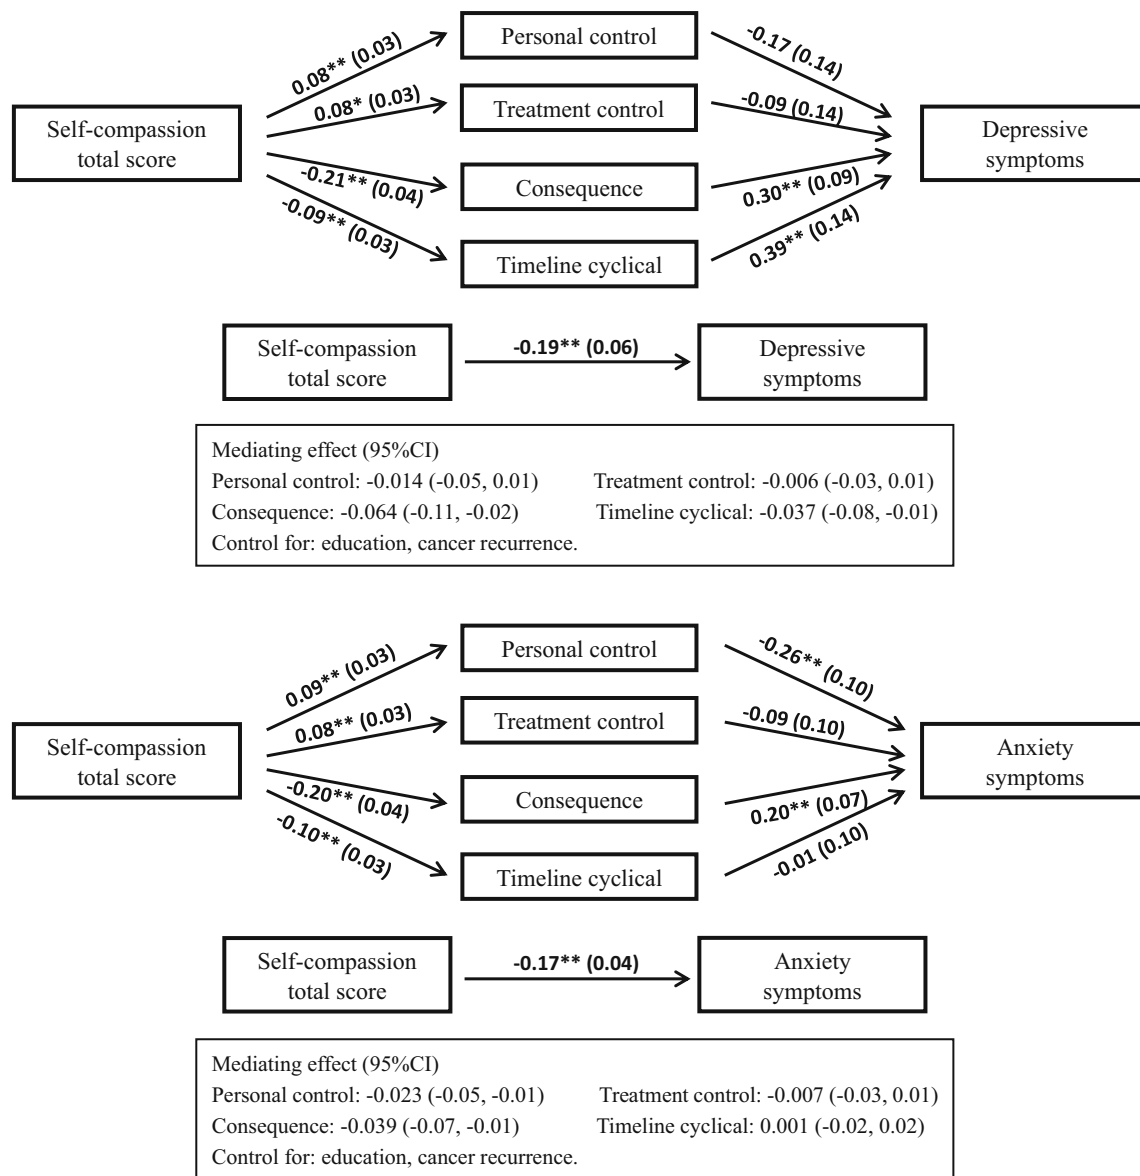 Personal control
-0.17 (0.14)
0.08** (0.03)
Treatment control
-0.09 (0.14)
0.08* (0.03)
Self-compassion
total score
Depressive
symptoms
-0.21** (0.04)
Consequence
0.30** (0.09)
-0.09** (0.03)
Timeline cyclical
0.39** (0.14)
Self-compassion
total score
-0.19** (0.06)
Depressive
symptoms
Mediating effect (95%CI)
Personal control: -0.014 (-0.05, 0.01) Treatment control: -0.006 (-0.03, 0.01)
Consequence: -0.064 (-0.11, -0.02) Timeline cyclical: -0.037 (-0.08, -0.01)
Control for: education, cancer recurrence.
Personal control
-0.26** (0.10)
0.09** (0.03)
Treatment control
-0.09 (0.10)
0.08** (0.03)
Self-compassion
total score
Anxiety
symptoms
-0.20** (0.04)
Consequence
0.20** (0.07)
-0.10** (0.03)
Timeline cyclical
-0.01 (0.10)
Self-compassion
total score
-0.17** (0.04)
Anxiety
symptoms
Mediating effect (95%CI)
Personal control: -0.023 (-0.05, -0.01) Treatment control: -0.007 (-0.03, 0.01)
Consequence: -0.039 (-0.07, -0.01) Timeline cyclical: 0.001 (-0.02, 0.02)
Control for: education, cancer recurrence.